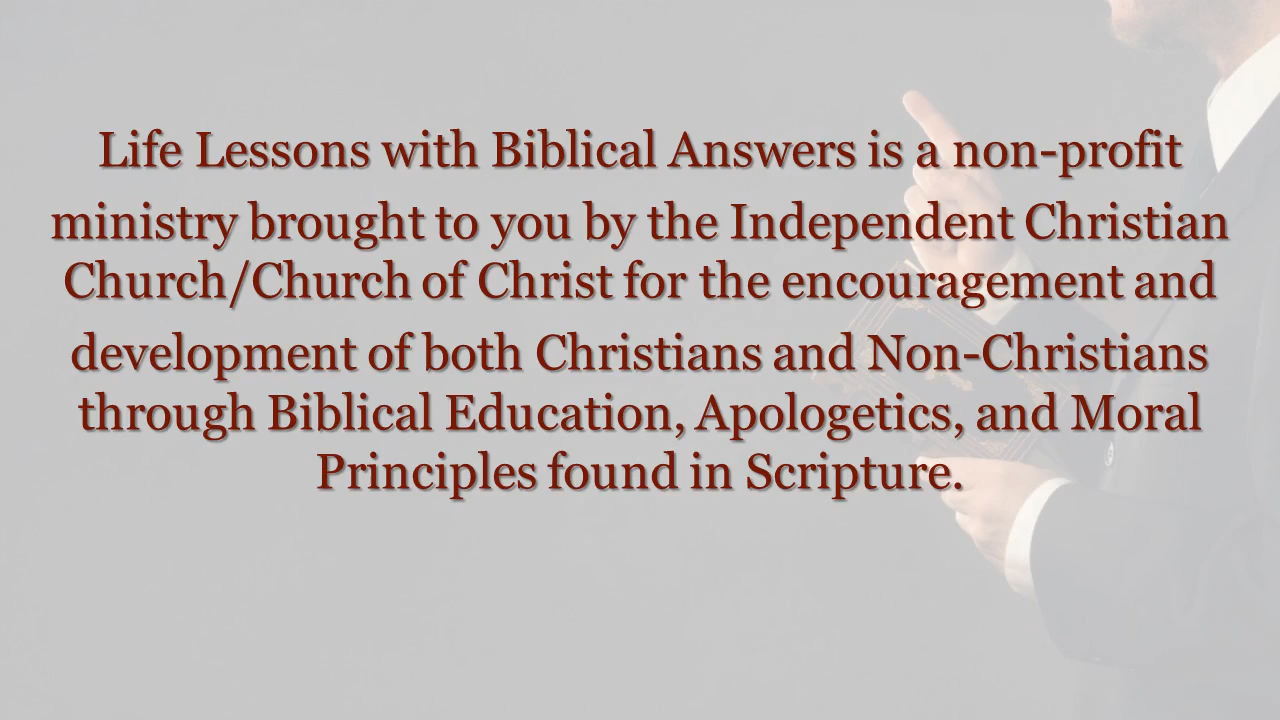 Life Lessons with Biblical Answers is a non-profit
ministry brought to you by the Independent Christian
Church/Church of Christ for the encouragement and
development of both Christians and Non-Christians
through Biblical Education, Apologetics, and Moral
Principles found in Scripture.